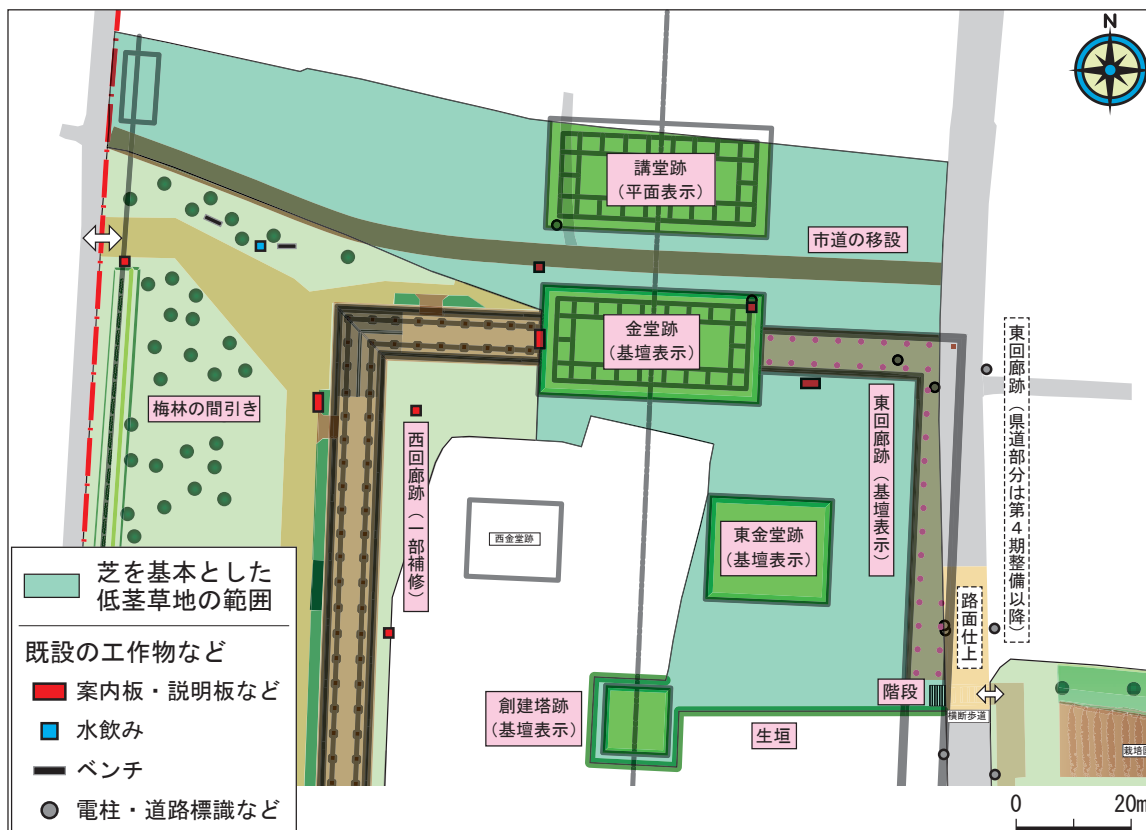 N
講堂跡
（平面表示）
市道の移設
金堂跡
（基壇表示）
梅林の間引き
西回廊跡（一部補修）
東回廊跡（基壇表示）
東回廊跡（県道部分は第４期整備以降）
西金堂跡
東金堂跡
（基壇表示）
路面仕上
創建塔跡
（基壇表示）
階段
横断歩道
生垣
芝を基本とした
低茎草地の範囲
既設の工作物など
案内板・説明板など
水飲み
ベンチ
電柱・道路標識など
0 20m